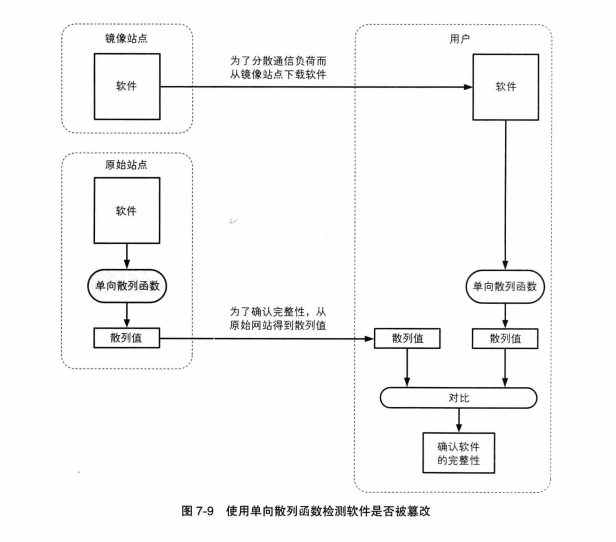 镜像站点
软件
为了分散通信负荷而
从镜像站点下载软件
用户
软件
原始站点
软件
单向散列函数
散列值
为了确认完整性，从
原始网站得到散列值
单向散列函数
散列值
散列值
对比
确认软件
的完整性
图 7-9 使用单向散列函数检测软件是否被篡改